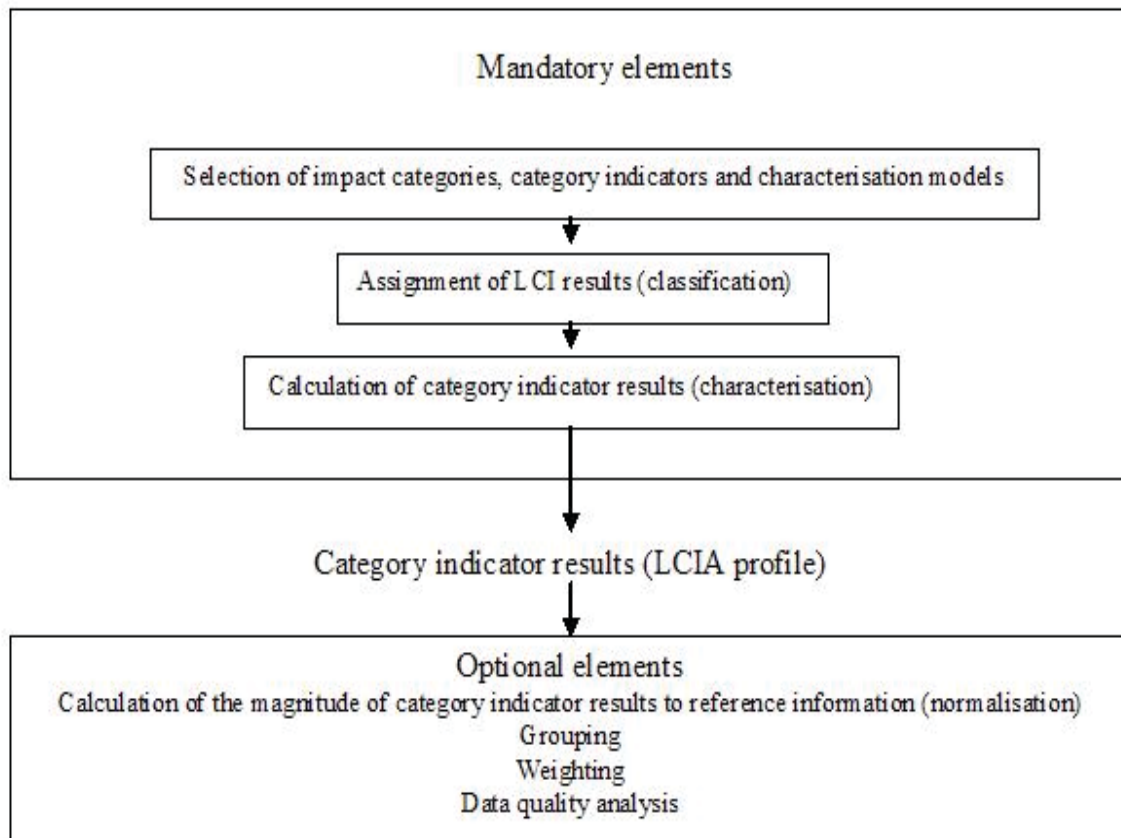 Mandatory elements
Selection of impact categories, category indicators and characterisation models
Assignment of LCI results (classification)
Calculation of category indicator results (characterisation)
Category indicator results (LCIA profile)
Optional elements
Calculation of the magnitude of category indicator results to reference information (normalisation)
Grouping
Weighting
Data quality analysis